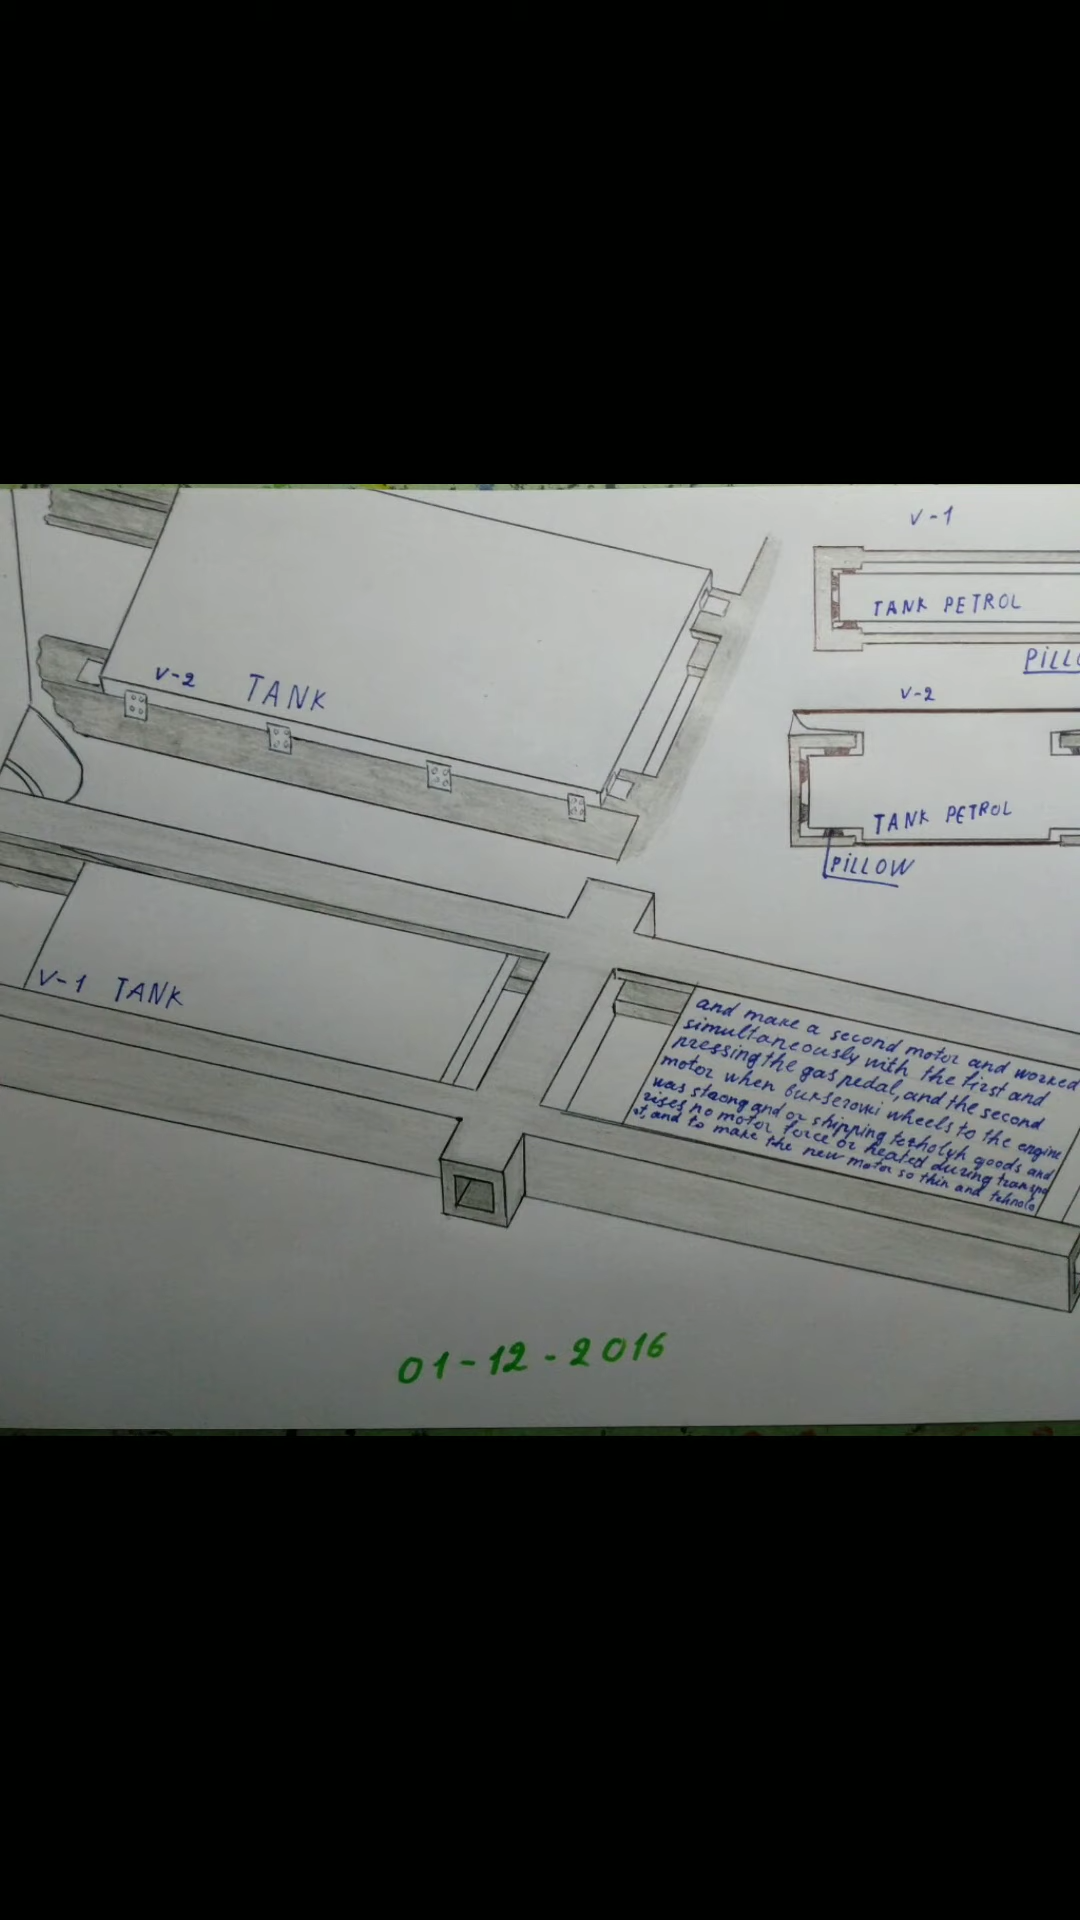 V-1
TANK PETROL
PILLO
V-2
TANK PETROL
PILLOW
V-2 TANK
V-1 TANK
and make a second motor and worked
simultaneously with the first and
pressing the gas pedal, and the second
motor when wheels to the engine
was strong and or shipping goods and
rises no motor force or heated during transpo
t, and to make the new motor so thin and tehnolo
01-12-2016